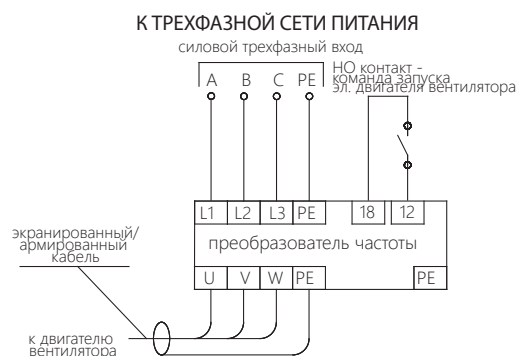 К ТРЕХФАЗНОЙ СЕТИ ПИТАНИЯ
силовой трехфазный вход
A B C PE
НО контакт -
команда запуска
эл. двигателя вентилятора
L1 L2 L3 PE 18 12
преобразователь частоты
U V W PE PE
экранированный/
армированный
кабель
к двигателю
вентилятора